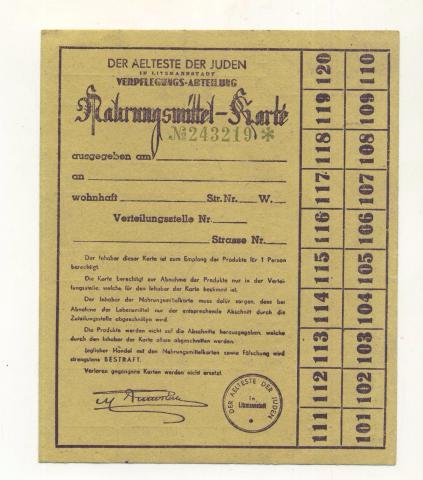 DER AELTESTE DER JUDEN
IN LITZMANNSTADT
VERPFLEGUNGS-ABTEILUNG
Nahrungsmittel-Karte
№ 243219 *
ausgegeben am
an
wohnhaft Str. Nr. W.
Verteilungsstelle Nr.
Strasse Nr.
Der Inhaber dieser Karte ist zum Empfang der Produkte für 1 Person
berechtigt.
Die Karte berechtigt zur Abnahme der Produkte nur in der Vertei-
lungsstelle, welche für den Inhaber der Karte bestimmt ist.
Der Inhaber der Nahrungsmittelkarte muss dafür sorgen, dass bei
Abnahme der Lebensmittel nur der entsprechende Abschnitt durch die
Zuteilungsstelle abgeschnitten wird.
Die Produkte werden nicht auf die Abschnitte herausgegeben, welche
durch den Inhaber der Karte allein abgeschnitten werden.
Jeglicher Handel mit den Nahrungsmittelkarten sowie Fälschung wird
strengstens BESTRAFT.
Verloren gegangene Karten werden nicht ersetzt.
DER AELTESTE DER JUDEN
in
Litzmannstadt
120 110
119 109
118 108
117 107
116 106
115 105
114 104
113 103
112 102
111 101